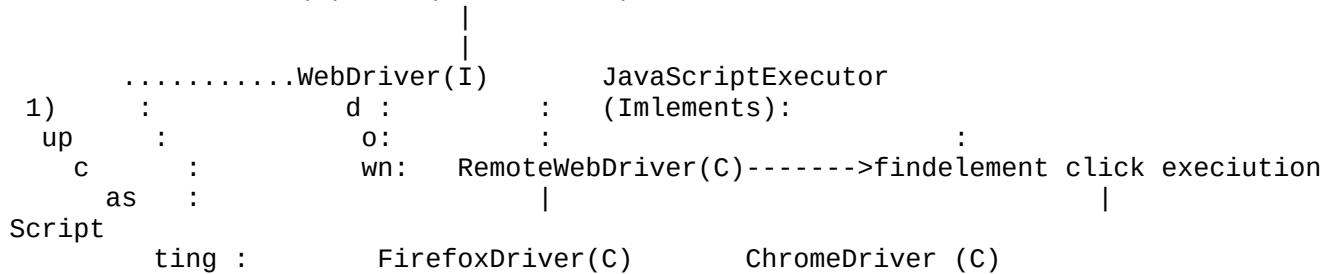 |
|
...........WebDriver(I) JavaScriptExecutor
1) : d : : (Imlements):
up : o: : :
c : wn: RemoteWebDriver(C)------->findelement click execiution
as : | |
Script
ting : FirefoxDriver(C) ChromeDriver (C)